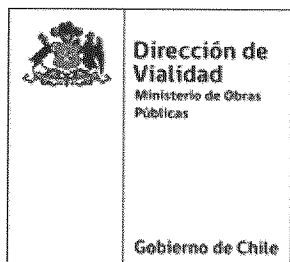 Dirección de
Vialidad
Ministerio de Obras
Públicas
Gobierno de Chile